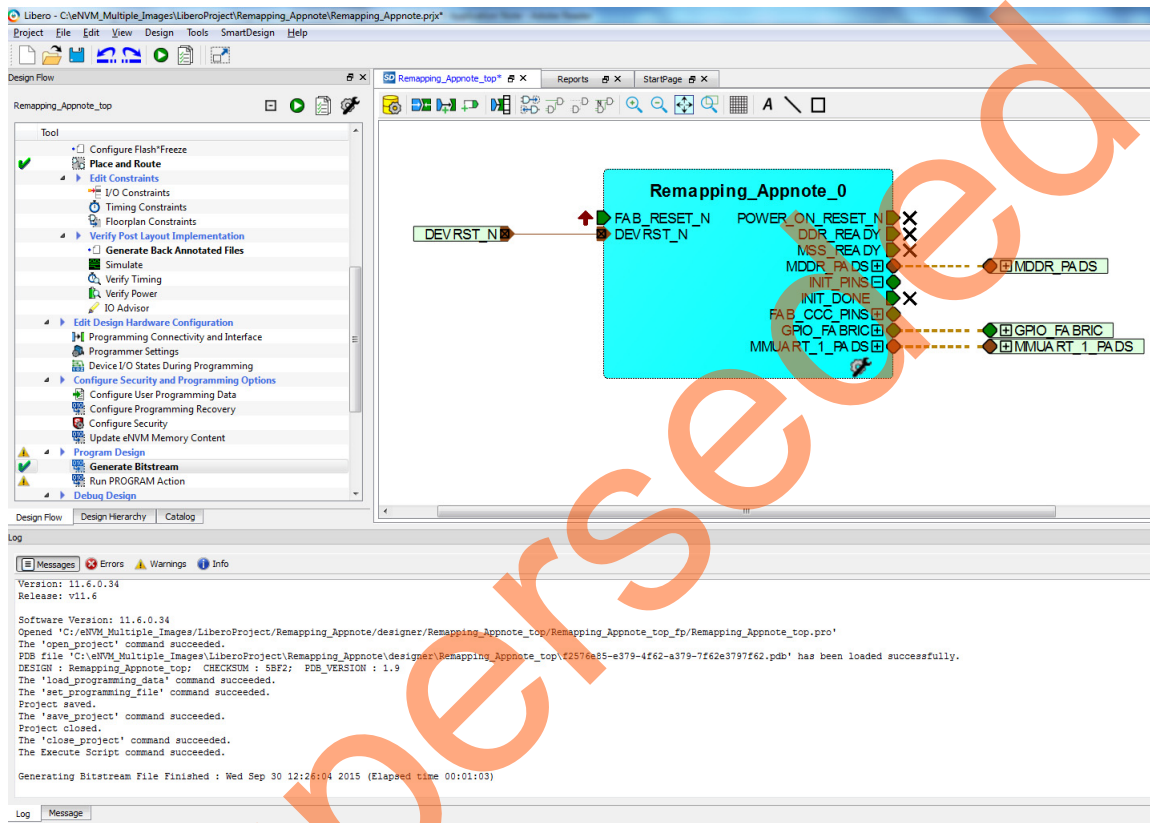 Libero - C:\eNVM_Multiple_Images\LiberoProject\Remapping_Appnote\Remapping_Appnote.prjx*
Project File Edit View Design Tools SmartDesign Help
Design Flow
Remapping_Appnote_top* Reports StartPage
Remapping_Appnote_top
Tool
Configure Flash*Freeze
Place and Route
Edit Constraints
I/O Constraints
Timing Constraints
Floorplan Constraints
Verify Post Layout Implementation
Generate Back Annotated Files
Simulate
Verify Timing
Verify Power
IO Advisor
Edit Design Hardware Configuration
Programming Connectivity and Interface
Programmer Settings
Device I/O States During Programming
Configure Security and Programming Options
Configure User Programming Data
Configure Programming Recovery
Configure Security
Update eNVM Memory Content
Program Design
Generate Bitstream
Run PROGRAM Action
Debug Design
Design Flow Design Hierarchy Catalog
Remapping_Appnote_0
FAB_RESET_N POWER_ON_RESET_N
DEVRST_N DEVRST_N DDR_READY
MSS_READY
MDDR_PADS MDDR_PADS
INIT_PINS
INIT_DONE
FAB_CCC_PINS
GPIO_FABRIC GPIO_FABRIC
MMUART_1_PADS MMUART_1_PADS
Log
Messages Errors Warnings Info
Version: 11.6.0.34
Release: v11.6
Software Version: 11.6.0.34
Opened 'C:/eNVM_Multiple_Images/LiberoProject/Remapping_Appnote/designer/Remapping_Appnote_top/Remapping_Appnote_top_fp/Remapping_Appnote_top.pro'
The 'open_project' command succeeded.
PDB file 'C:\eNVM_Multiple_Images\LiberoProject\Remapping_Appnote\designer\Remapping_Appnote_top\f2576e85-e379-4f62-a379-7f62e3797f62.pdb' has been loaded successfully.
DESIGN : Remapping_Appnote_top; CHECKSUM : 5BF2; PDB_VERSION : 1.9
The 'load_programming_data' command succeeded.
The 'set_programming_file' command succeeded.
Project saved.
The 'save_project' command succeeded.
Project closed.
The 'close_project' command succeeded.
The Execute Script command succeeded.
Generating Bitstream File Finished : Wed Sep 30 12:26:04 2015 (Elapsed time 00:01:03)
Log Message
persed